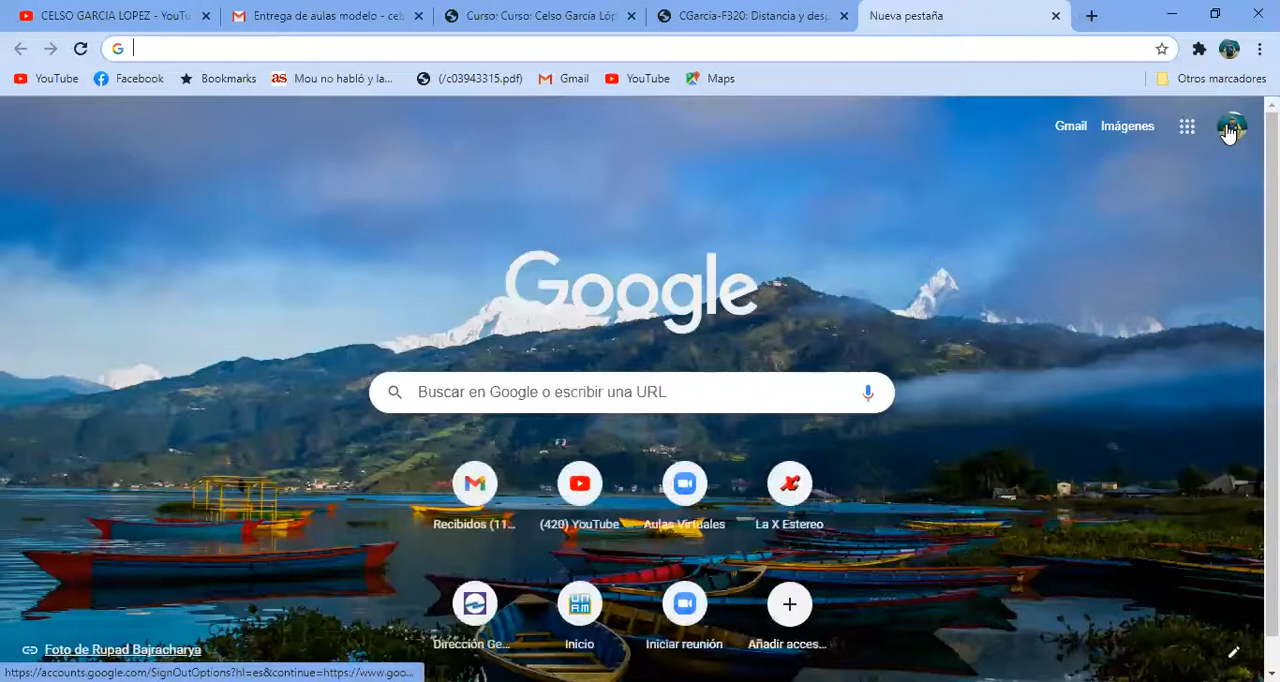 CELSO GARCIA LOPEZ - YouTu
Entrega de aulas modelo - cels
Curso: Curso: Celso García Lóp
CGarcia-F320: Distancia y desp
Nueva pestaña
YouTube
Facebook
Bookmarks
as Mou no habló y la...
(/c03943315.pdf)
Gmail
YouTube
Maps
Otros marcadores
Gmail
Imágenes
Google
Buscar en Google o escribir una URL
Recibidos (11...
(420) YouTube
Aulas Virtuales
La X Estereo
Dirección Ge...
Inicio
Iniciar reunión
Añadir acces...
Foto de Rupad Bajracharya
https://accounts.google.com/SignOutOptions?hl=es&continue=https://www.goo...